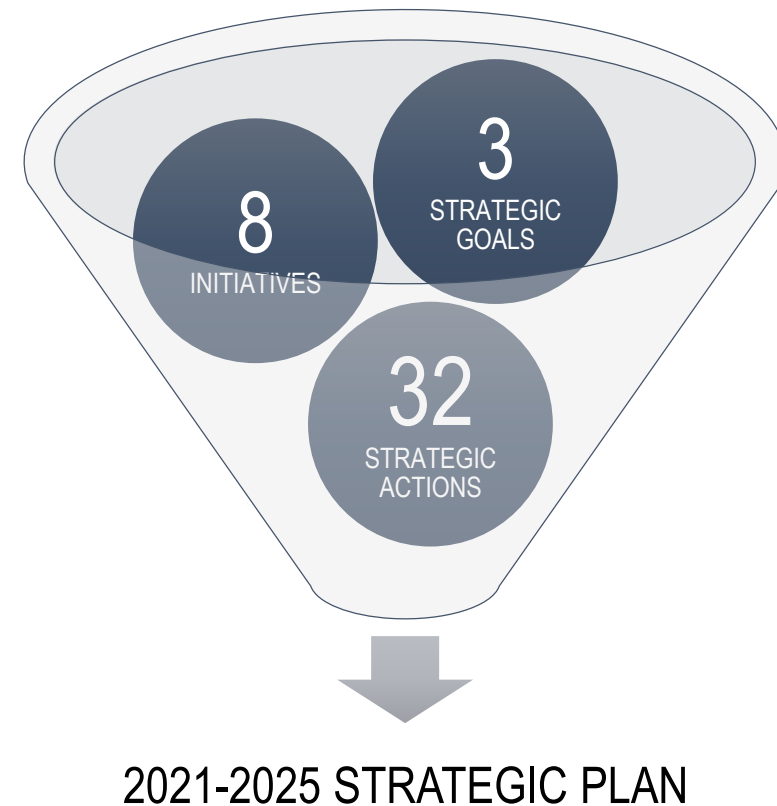 3
STRATEGIC
GOALS
8
INITIATIVES
32
STRATEGIC
ACTIONS
2021-2025 STRATEGIC PLAN